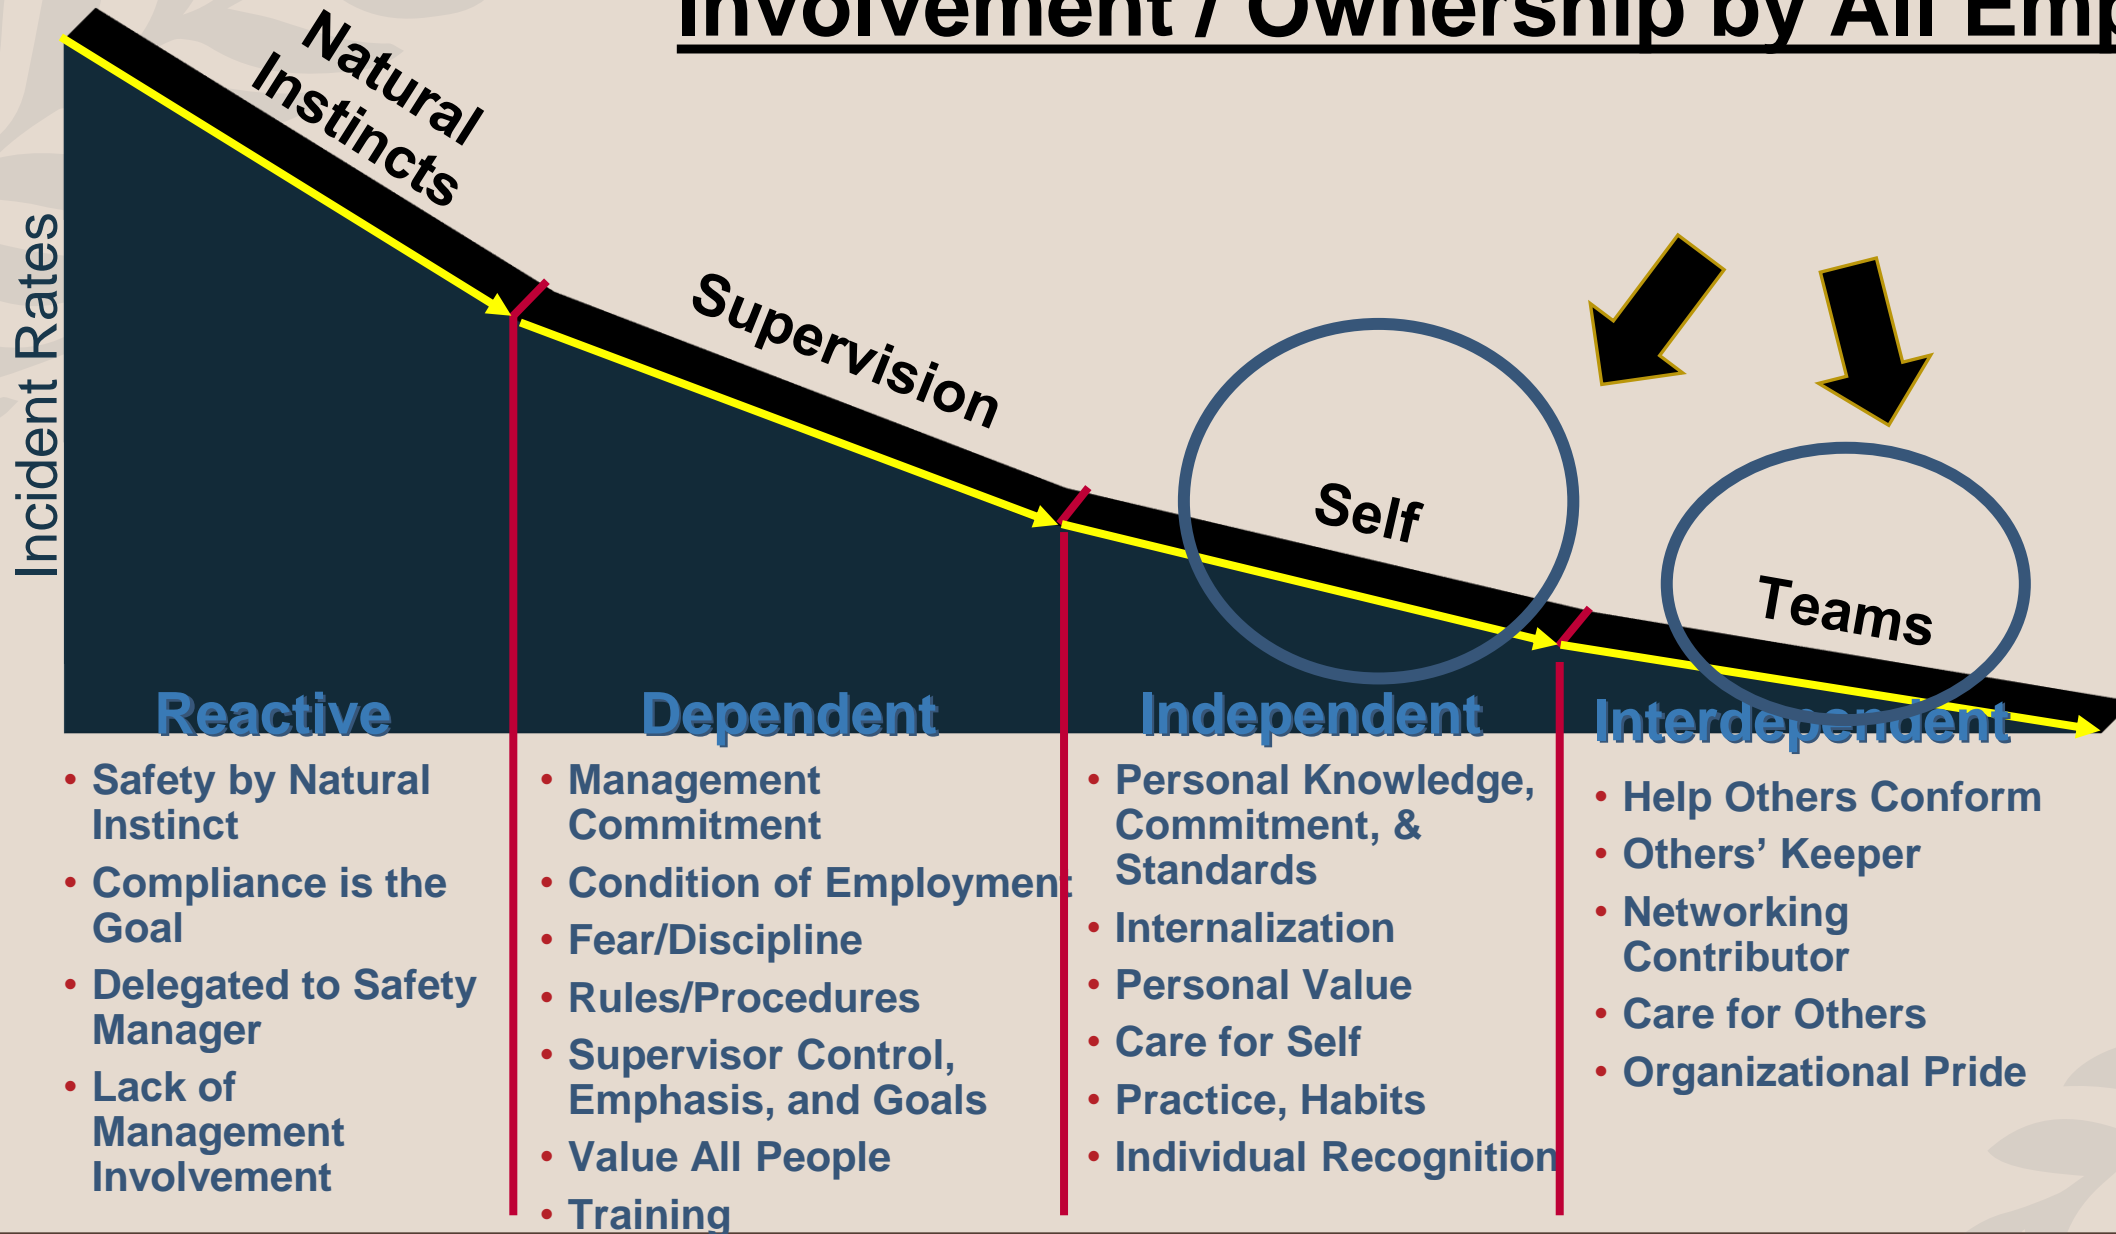 Involvement / Ownership by All
Natural
Instincts
Supervision
Self
Teams
Incident Rates
Reactive
• Safety by Natural
Instinct
• Compliance is the
Goal
• Delegated to Safety
Manager
• Lack of
Management
Involvement
Dependent
• Management
Commitment
• Condition of Employment
• Fear/Discipline
• Rules/Procedures
• Supervisor Control,
Emphasis, and Goals
• Value All People
• Training
Independent
• Personal Knowledge,
Commitment, &
Standards
• Internalization
• Personal Value
• Care for Self
• Practice, Habits
• Individual Recognition
Interdependent
• Help Others Conform
• Others’ Keeper
• Networking
Contributor
• Care for Others
• Organizational Pride